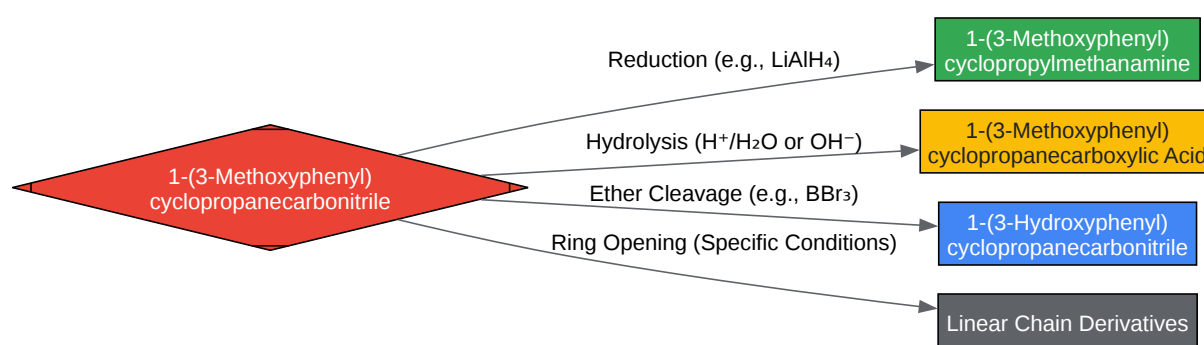 1-(3-Methoxyphenyl)
cyclopropanecarbonitrile
Reduction (e.g., LiAlH₄)
1-(3-Methoxyphenyl)
cyclopropylmethanamine
Hydrolysis (H⁺/H₂O or OH⁻)
1-(3-Methoxyphenyl)
cyclopropanecarboxylic Acid
Ether Cleavage (e.g., BBr₃)
1-(3-Hydroxyphenyl)
cyclopropanecarbonitrile
Ring Opening (Specific Conditions)
Linear Chain Derivatives